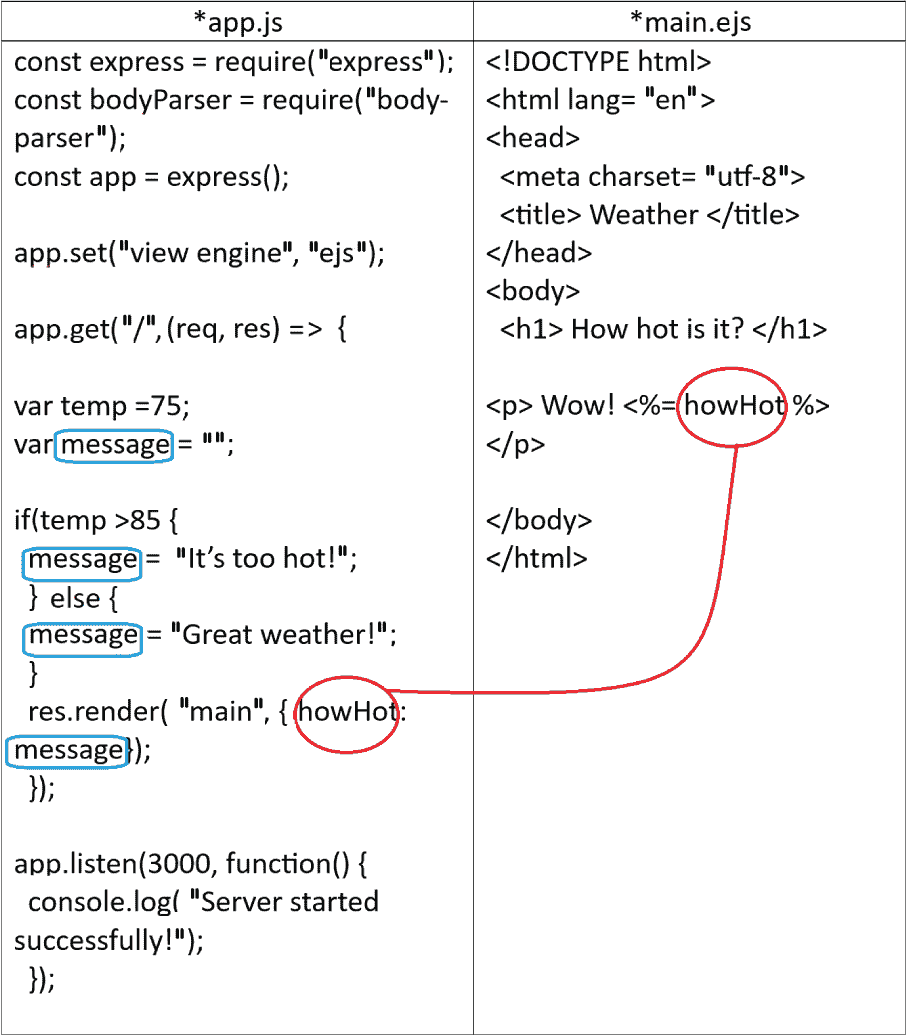 *app.js
const express = require("express");
const bodyParser = require("body-
parser");
const app = express();
app.set("view engine", "ejs");
app.get("/",(req, res) => {
var temp =75;
var message = "";
if(temp >85 {
message = "It’s too hot!";
} else {
message = "Great weather!";
}
res.render( "main", { howHot:
message});
});
app.listen(3000, function() {
console.log( "Server started
successfully!");
});
*main.ejs
<!DOCTYPE html>
<html lang= "en">
<head>
<meta charset= "utf-8">
<title> Weather </title>
</head>
<body>
<h1> How hot is it? </h1>
<p> Wow! <%= howHot %>
</p>
</body>
</html>